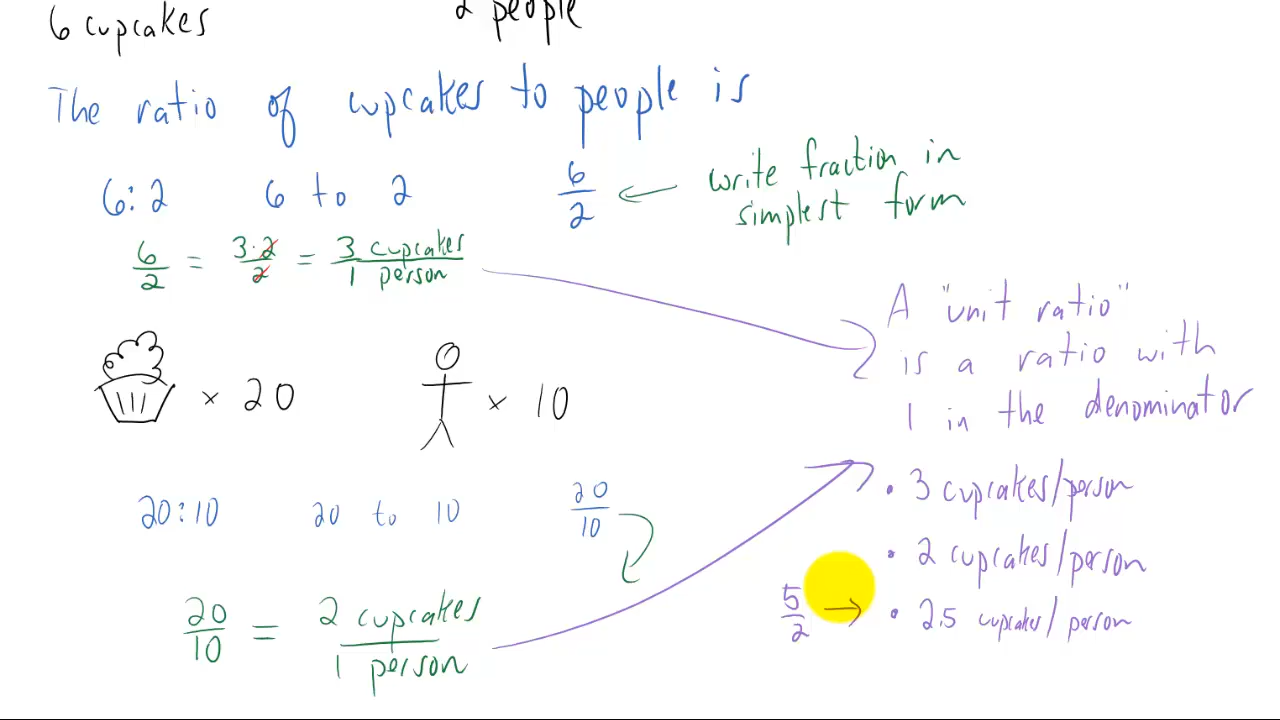 6 cupcakes 2 people
The ratio of cupcakes to people is
6:2 6 to 2 6/2 ← write fraction in
simplest form
6/2 = 3·2/2 = 3 cupcakes/1 person
A "unit ratio"
is a ratio with
1 in the denominator
× 20 × 10
• 3 cupcakes/person
20:10 20 to 10 20/10
• 2 cupcakes/person
5/2 → • 2.5 cupcakes/person
20/10 = 2 cupcakes/1 person